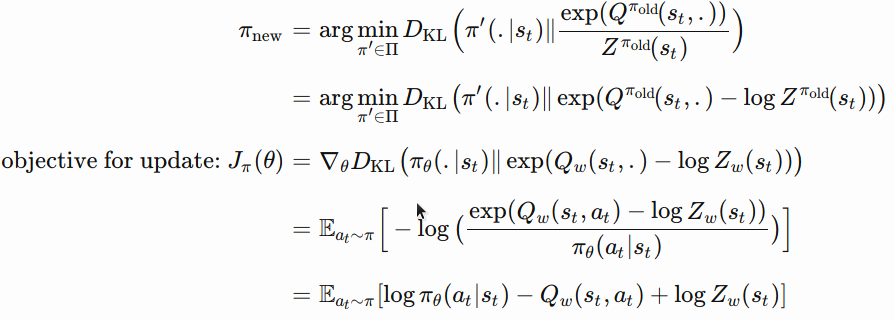 π_new = arg min_{π′∈Π} D_KL ( π′(. |s_t)‖ exp(Q^{π_old}(s_t, . )) / Z^{π_old}(s_t) )
= arg min_{π′∈Π} D_KL ( π′(. |s_t)‖ exp(Q^{π_old}(s_t, . ) − log Z^{π_old}(s_t)))
objective for update: J_π(θ) = ∇_θ D_KL ( π_θ(. |s_t)‖ exp(Q_w(s_t, . ) − log Z_w(s_t)))
= 𝔼_{a_t∼π} [ − log ( exp(Q_w(s_t, a_t) − log Z_w(s_t)) / π_θ(a_t|s_t) ) ]
= 𝔼_{a_t∼π} [log π_θ(a_t|s_t) − Q_w(s_t, a_t) + log Z_w(s_t)]